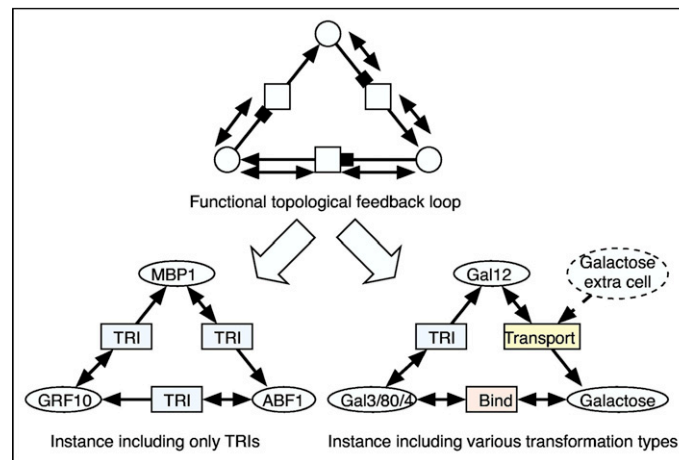 Functional topological feedback loop
MBP1
TRI
TRI
GRF10
TRI
ABF1
Instance including only TRIs
Gal12
Galactose
extra cell
TRI
Transport
Gal3/80/4
Bind
Galactose
Instance including various transformation types